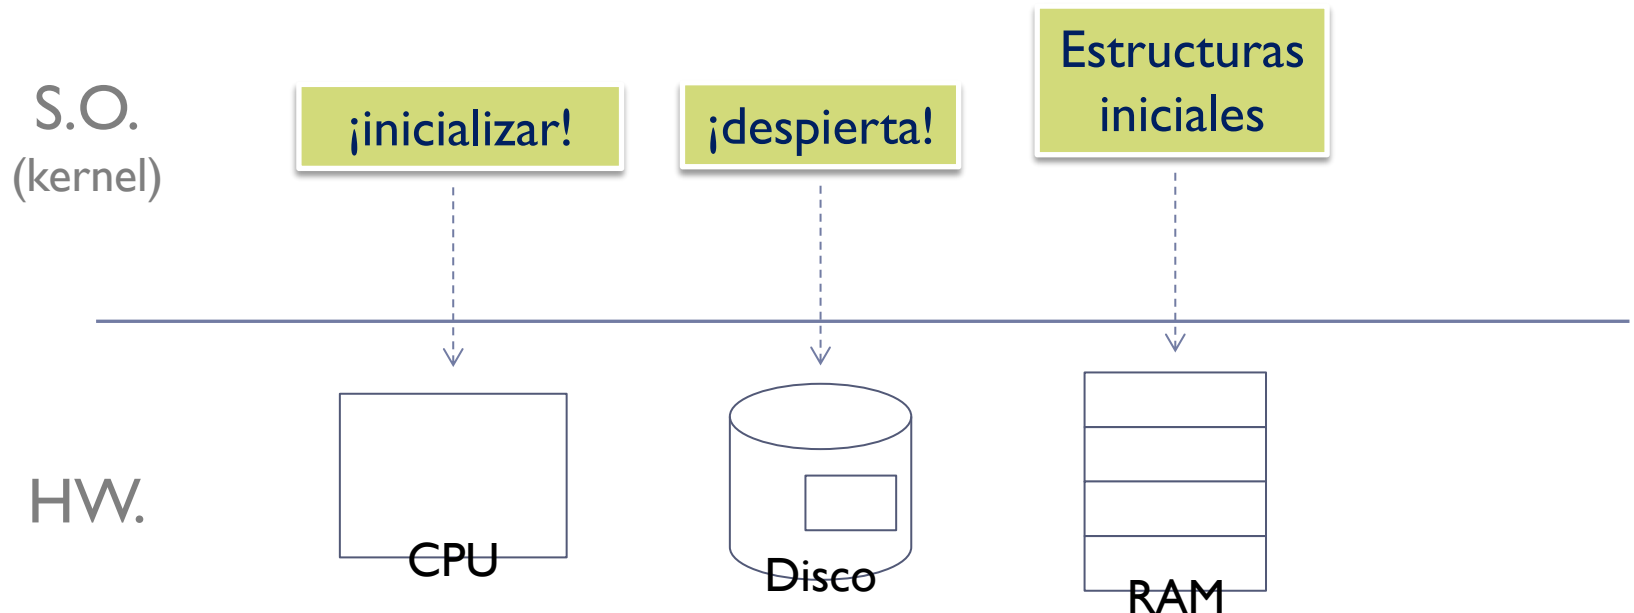 S.O.
(kernel)
¡inicializar!
¡despierta!
Estructuras
iniciales
HW.
CPU
Disco
RAM